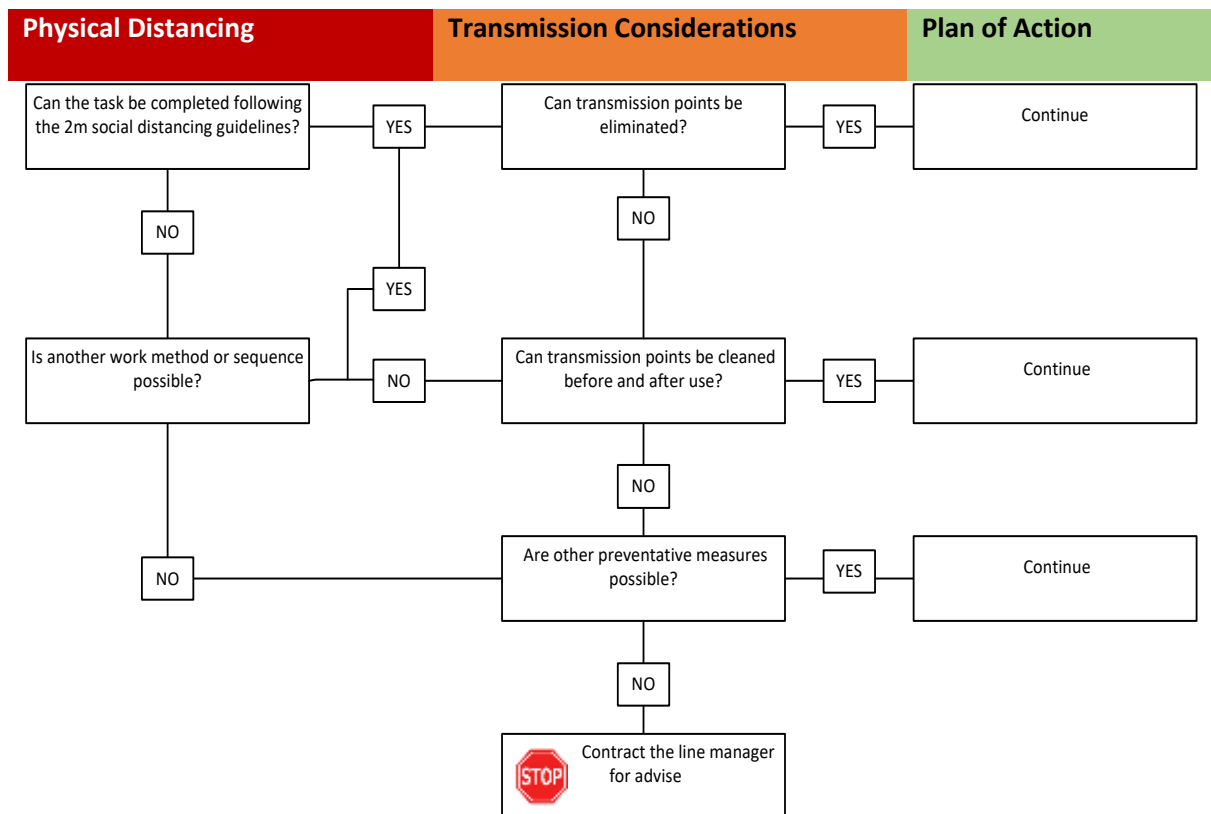 Physical Distancing
Transmission Considerations
Plan of Action
Can the task be completed following
the 2m social distancing guidelines?
YES
Can transmission points be
eliminated?
YES
Continue
NO
NO
YES
Is another work method or sequence
possible?
NO
Can transmission points be cleaned
before and after use?
YES
Continue
NO
NO
Are other preventative measures
possible?
YES
Continue
NO
STOP
Contract the line manager
for advise